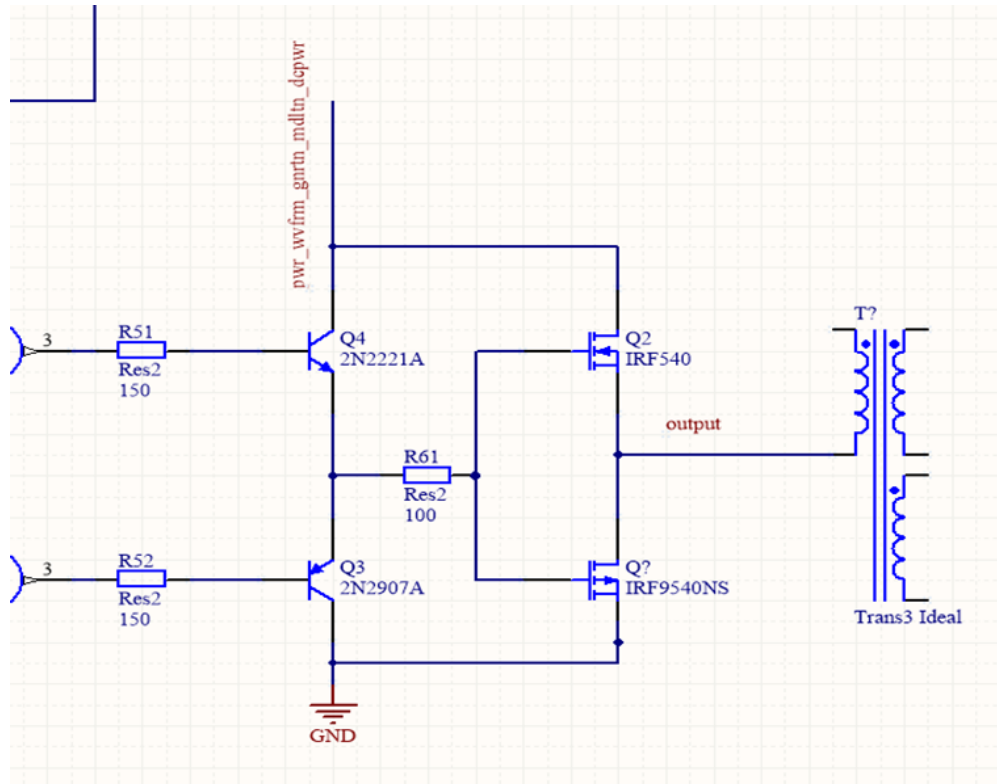 pwr_wvfrm_gnrtn_mdltn_dcpwr
3
R51
Res2
150
Q4
2N2221A
Q2
IRF540
T?
output
R61
Res2
100
3
R52
Res2
150
Q3
2N2907A
Q?
IRF9540NS
Trans3 Ideal
GND